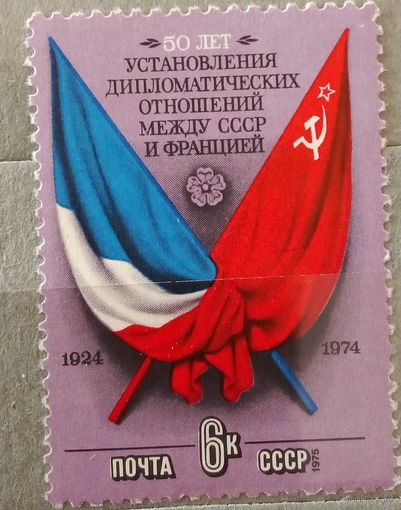 50 ЛЕТ
УСТАНОВЛЕНИЯ
ДИПЛОМАТИЧЕСКИХ
ОТНОШЕНИЙ
МЕЖДУ СССР
И ФРАНЦИЕЙ
1924 1974
ПОЧТА 6К СССР 1975